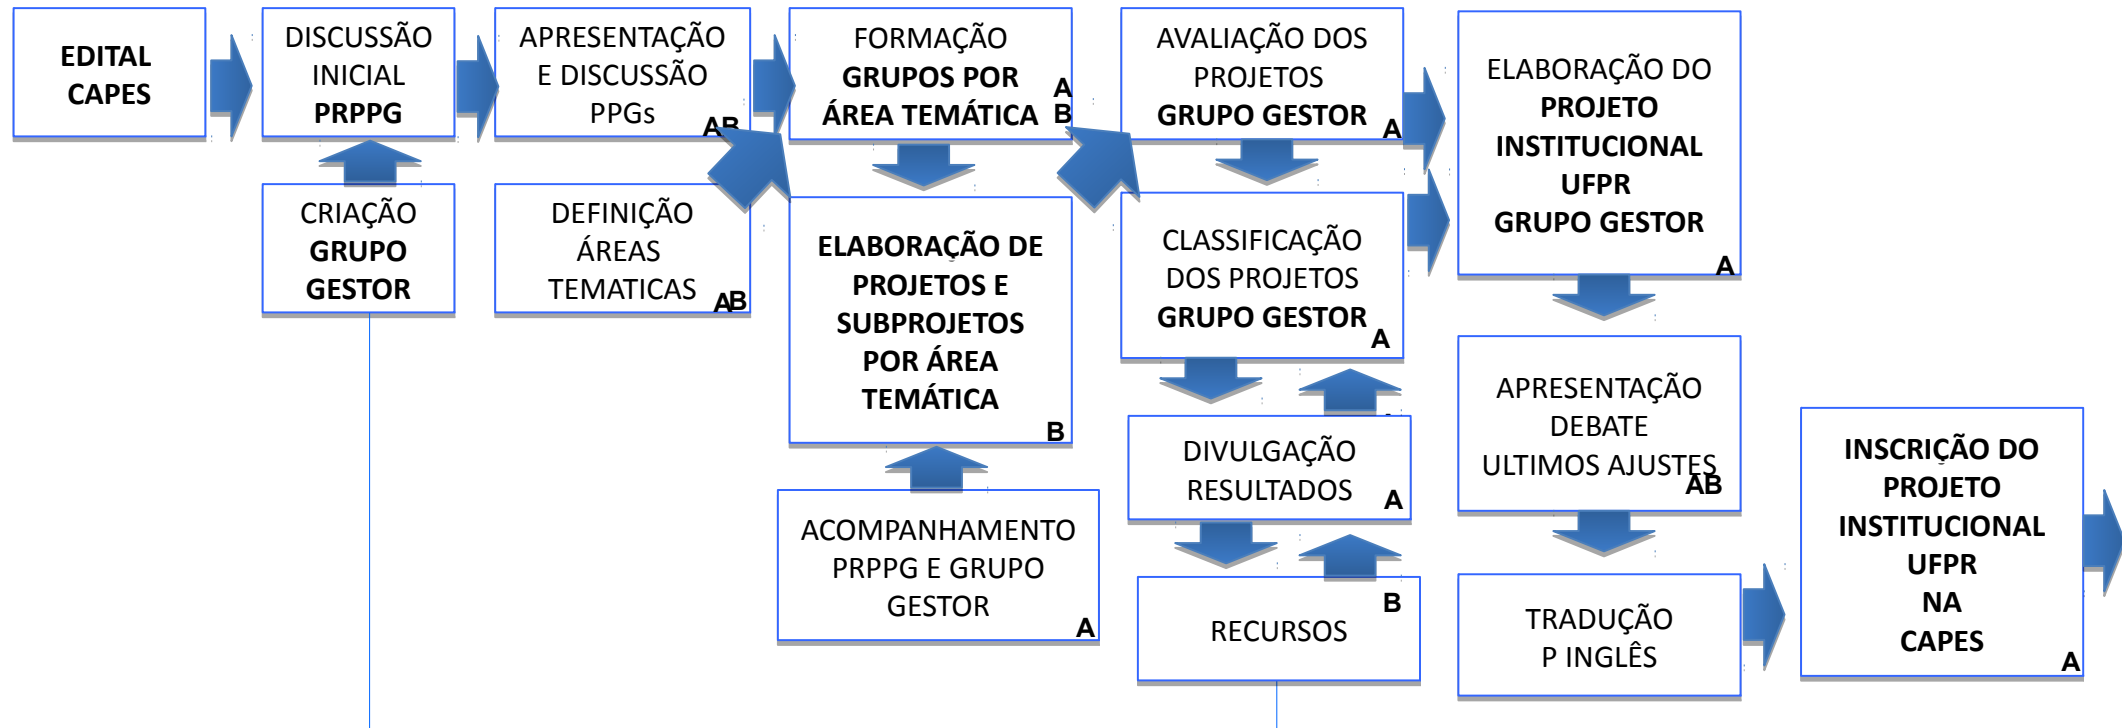 EDITAL
CAPES
DISCUSSÃO
INICIAL
PRPPG
CRIAÇÃO
GRUPO
GESTOR
APRESENTAÇÃO
E DISCUSSÃO
PPGs
AB
DEFINIÇÃO
ÁREAS
TEMATICAS
AB
FORMAÇÃO
GRUPOS POR
ÁREA TEMÁTICA
A
B
ELABORAÇÃO DE
PROJETOS E
SUBPROJETOS
POR ÁREA
TEMÁTICA
B
ACOMPANHAMENTO
PRPPG E GRUPO
GESTOR
A
AVALIAÇÃO DOS
PROJETOS
GRUPO GESTOR
A
CLASSIFICAÇÃO
DOS PROJETOS
GRUPO GESTOR
A
DIVULGAÇÃO
RESULTADOS
A
RECURSOS
B
ELABORAÇÃO DO
PROJETO
INSTITUCIONAL
UFPR
GRUPO GESTOR
A
APRESENTAÇÃO
DEBATE
ULTIMOS AJUSTES
AB
TRADUÇÃO
P INGLÊS
INSCRIÇÃO DO
PROJETO
INSTITUCIONAL
UFPR
NA
CAPES
A